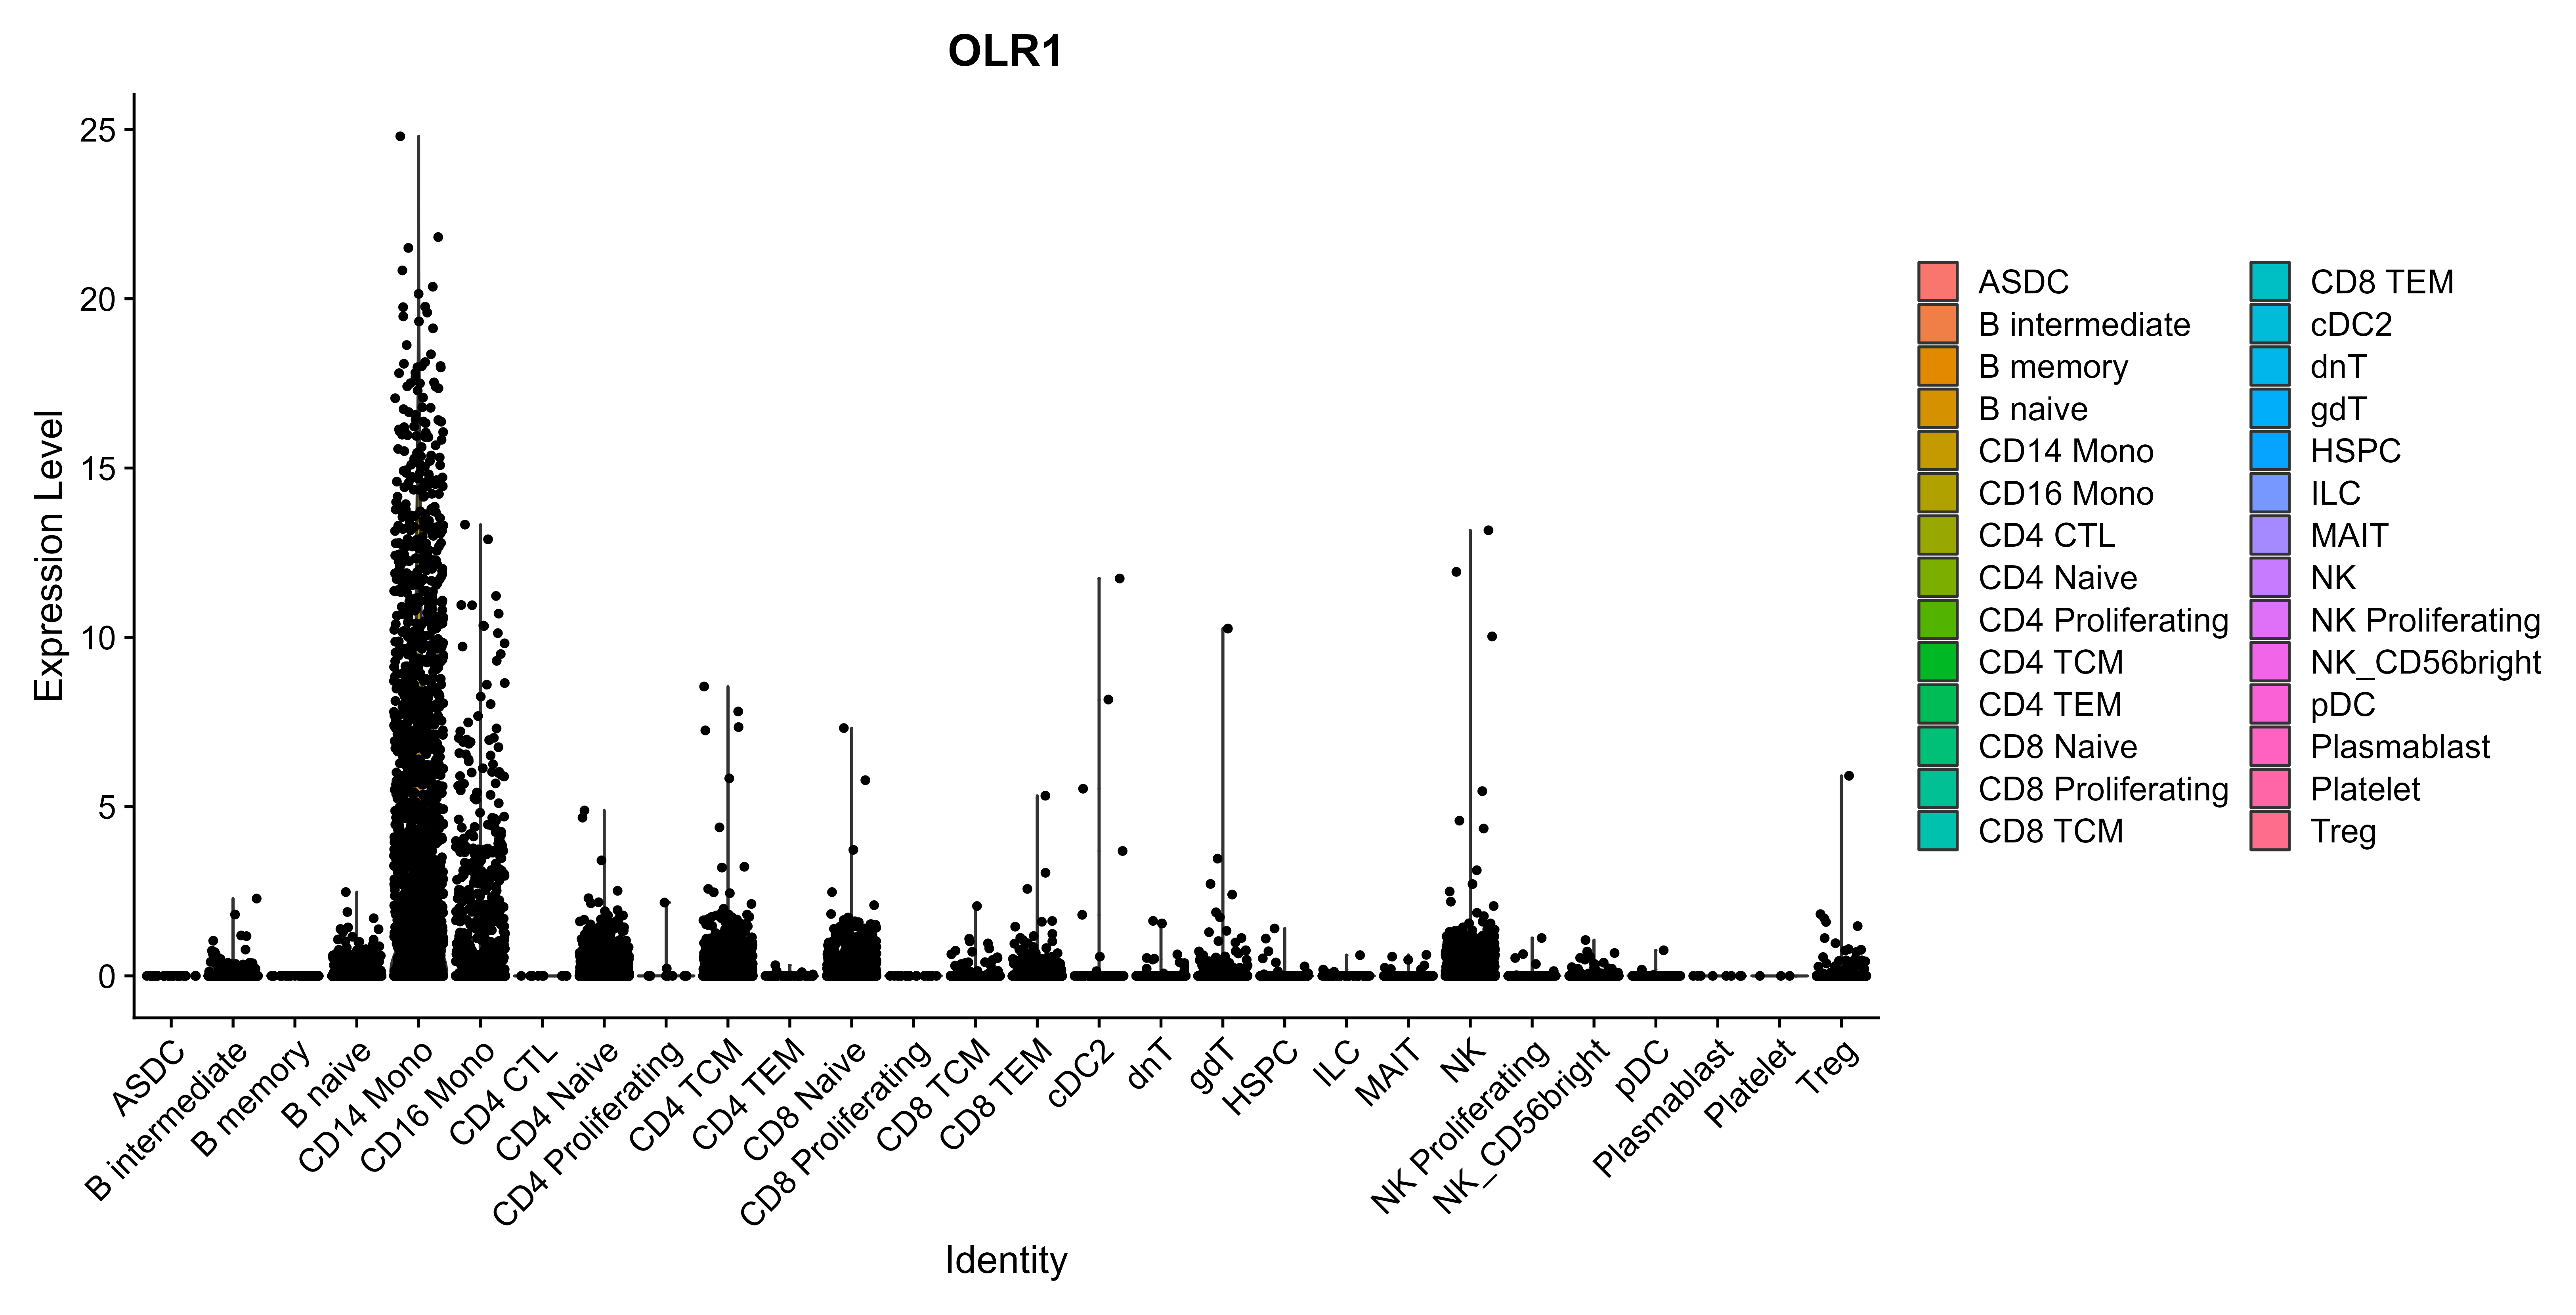 OLR1
Expression Level
25
20
15
10
5
0
ASDC
B intermediate
B memory
B naive
CD14 Mono
CD16 Mono
CD4 CTL
CD4 Naive
CD4 Proliferating
CD4 TCM
CD4 TEM
CD8 Naive
CD8 Proliferating
CD8 TCM
CD8 TEM
cDC2
dnT
gdT
HSPC
ILC
MAIT
NK
NK Proliferating
NK_CD56bright
pDC
Plasmablast
Platelet
Treg
Identity
ASDC
B intermediate
B memory
B naive
CD14 Mono
CD16 Mono
CD4 CTL
CD4 Naive
CD4 Proliferating
CD4 TCM
CD4 TEM
CD8 Naive
CD8 Proliferating
CD8 TCM
CD8 TEM
cDC2
dnT
gdT
HSPC
ILC
MAIT
NK
NK Proliferating
NK_CD56bright
pDC
Plasmablast
Platelet
Treg